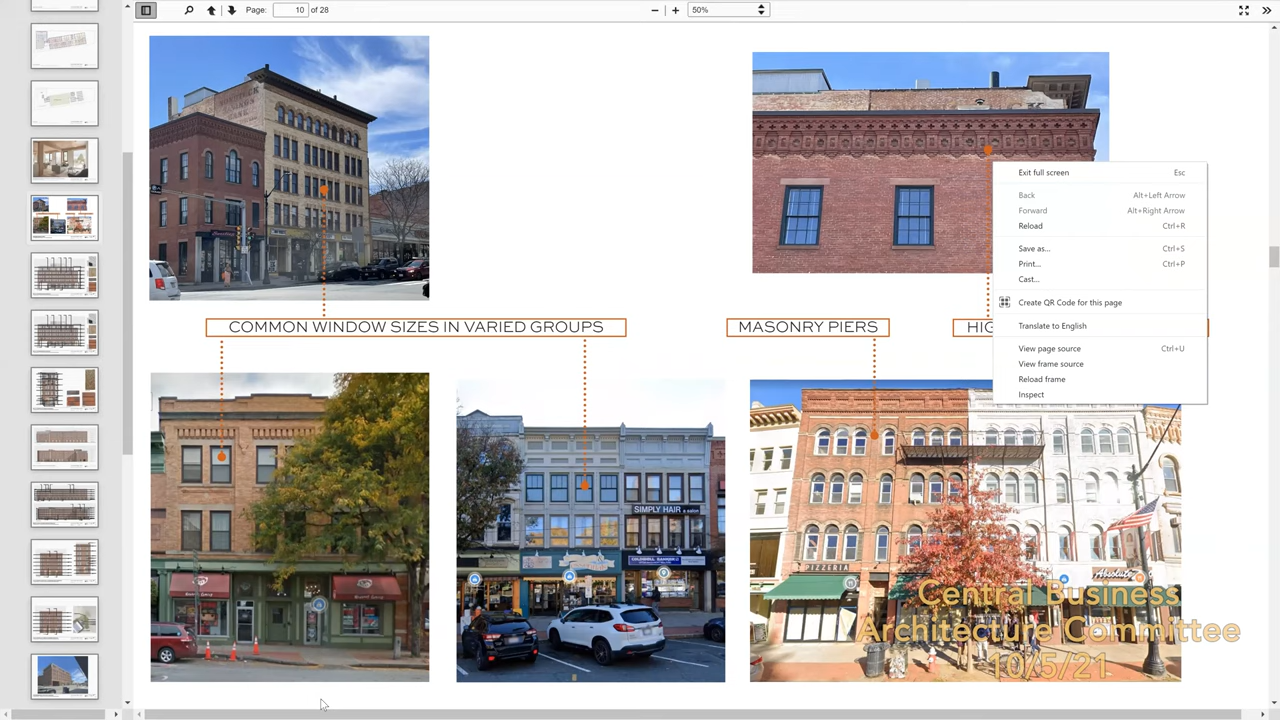 Page: 10 of 28
50%
Exit full screen Esc
Back Alt+Left Arrow
Forward Alt+Right Arrow
Reload Ctrl+R
Save as... Ctrl+S
Print... Ctrl+P
Cast...
Create QR Code for this page
Translate to English
View page source Ctrl+U
View frame source
Reload frame
Inspect
COMMON WINDOW SIZES IN VARIED GROUPS
MASONRY PIERS
HIG
SIMPLY HAIR
COLDWELL BANKER
PIZZERIA
Absolute
Central Business
Architecture Committee
10/5/21